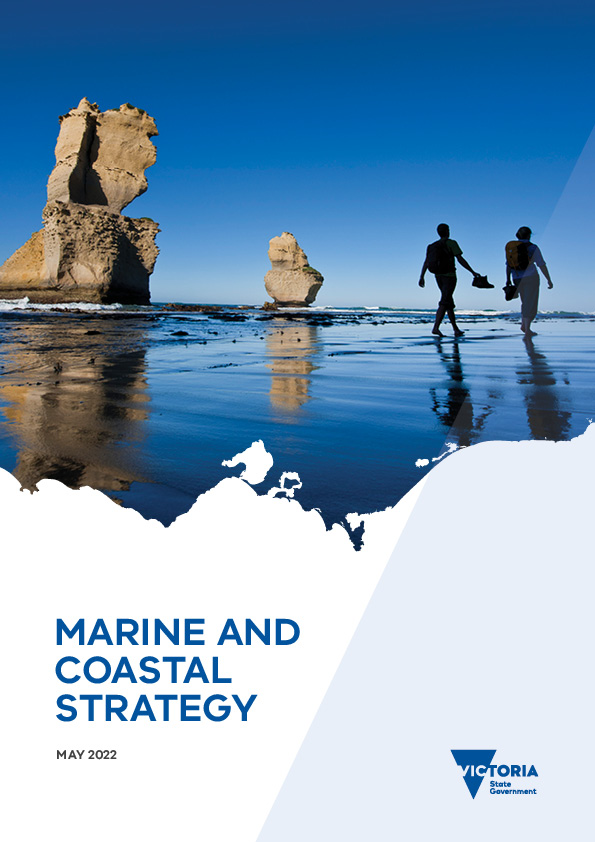 MARINE AND
COASTAL
STRATEGY
MAY 2022
VICTORIA
State
Government